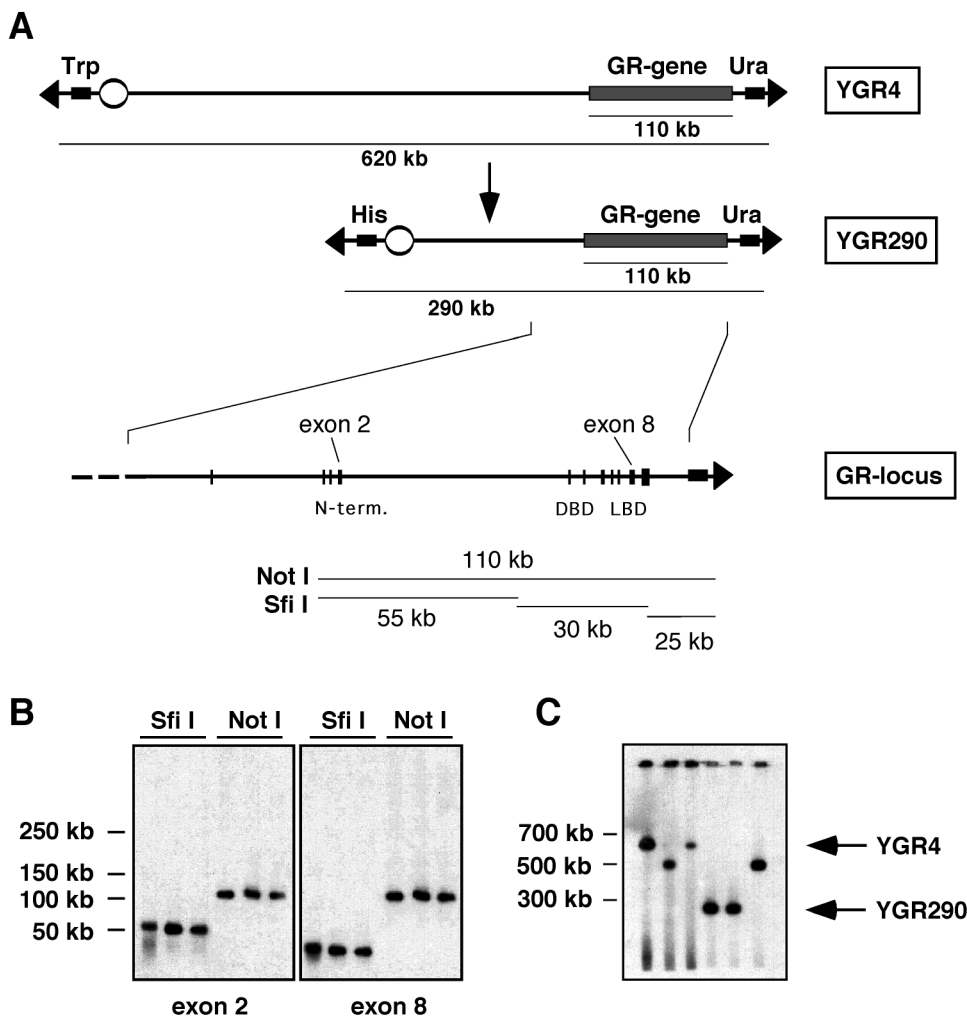 A
Trp GR-gene Ura YGR4
110 kb
620 kb
His GR-gene Ura YGR290
110 kb
290 kb
exon 2 exon 8
GR-locus
N-term. DBD LBD
110 kb
Not I
Sfi I
55 kb 30 kb 25 kb
B
Sfi I Not I Sfi I Not I
250 kb
150 kb
100 kb
50 kb
exon 2 exon 8
C
700 kb
500 kb
300 kb
YGR4
YGR290